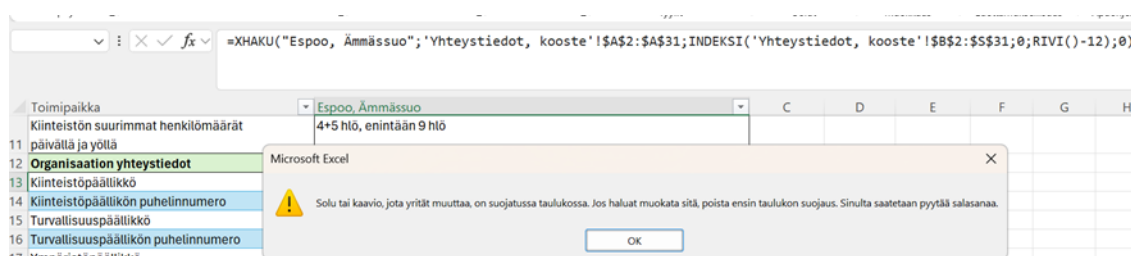 fx =XHAKU("Espoo, Ämmässuo";'Yhteystiedot, kooste'!$A$2:$A$31;INDEKSI('Yhteystiedot, kooste'!$B$2:$S$31;0;RIVI()-12);0)
Toimipaikka Espoo, Ämmässuo C D E F G H
Kiinteistön suurimmat henkilömäärät 4+5 hlö, enintään 9 hlö
11 päivällä ja yöllä
12 Organisaation yhteystiedot
Microsoft Excel
13 Kiinteistöpäällikkö
14 Kiinteistöpäällikön puhelinnumero
Solu tai kaavio, jota yrität muuttaa, on suojatussa taulukossa. Jos haluat muokata sitä, poista ensin taulukon suojaus. Sinulta saatetaan pyytää salasanaa.
15 Turvallisuuspäällikkö
16 Turvallisuuspäällikön puhelinnumero
OK